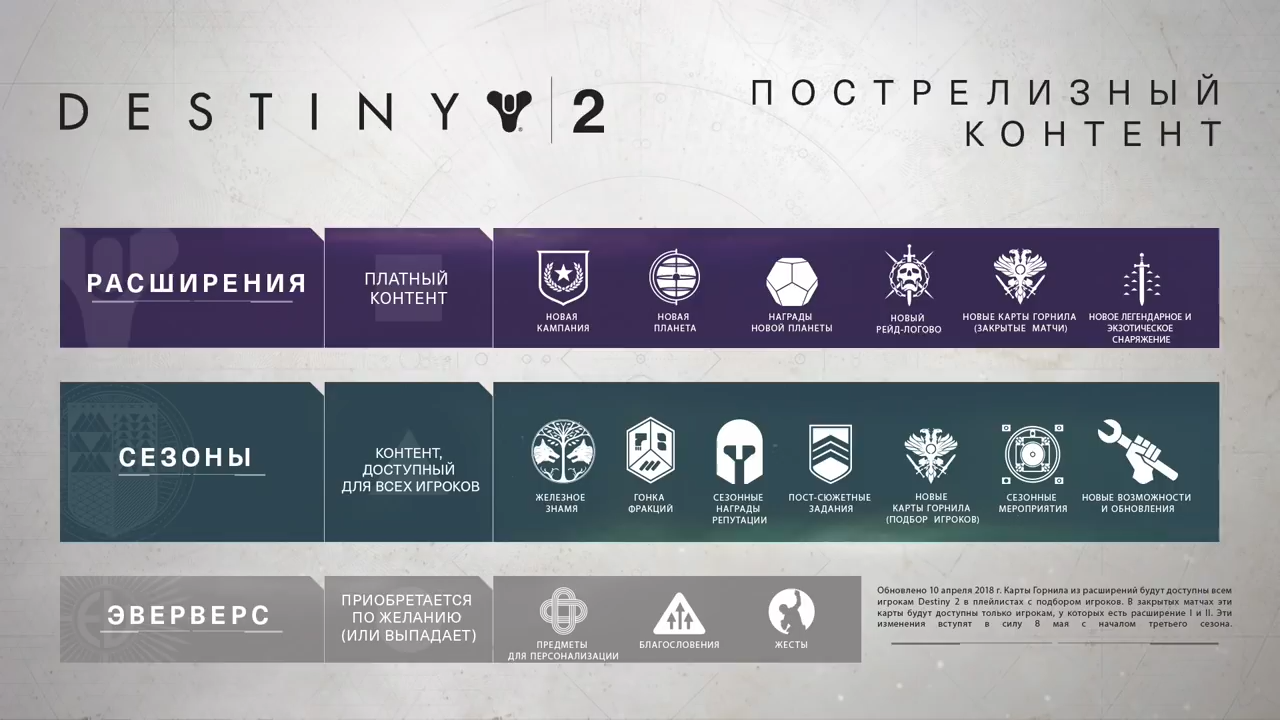 DESTINY 2
ПОСТРЕЛИЗНЫЙ
КОНТЕНТ
РАСШИРЕНИЯ
ПЛАТНЫЙ
КОНТЕНТ
НОВАЯ
КАМПАНИЯ
НОВАЯ
ПЛАНЕТА
НАГРАДЫ
НОВОЙ ПЛАНЕТЫ
НОВЫЙ
РЕЙД-ЛОГОВО
НОВЫЕ КАРТЫ ГОРНИЛА
(ЗАКРЫТЫЕ МАТЧИ)
НОВОЕ ЛЕГЕНДАРНОЕ И
ЭКЗОТИЧЕСКОЕ
СНАРЯЖЕНИЕ
СЕЗОНЫ
КОНТЕНТ,
ДОСТУПНЫЙ
ДЛЯ ВСЕХ ИГРОКОВ
ЖЕЛЕЗНОЕ
ЗНАМЯ
ГОНКА
ФРАКЦИЙ
СЕЗОННЫЕ
НАГРАДЫ
РЕПУТАЦИИ
ПОСТ-СЮЖЕТНЫЕ
ЗАДАНИЯ
НОВЫЕ
КАРТЫ ГОРНИЛА
(ПОДБОР ИГРОКОВ)
СЕЗОННЫЕ
МЕРОПРИЯТИЯ
НОВЫЕ ВОЗМОЖНОСТИ
И ОБНОВЛЕНИЯ
ЭВЕРВЕРС
ПРИОБРЕТАЕТСЯ
ПО ЖЕЛАНИЮ
(ИЛИ ВЫПАДАЕТ)
ПРЕДМЕТЫ
ДЛЯ ПЕРСОНАЛИЗАЦИИ
БЛАГОСЛОВЕНИЯ
ЖЕСТЫ
Обновлено 10 апреля 2018 г. Карты Горнила из расширений будут доступны всем
игрокам Destiny 2 в плейлистах с подбором игроков. В закрытых матчах эти
карты будут доступны только игрокам, у которых есть расширение I и II. Эти
изменения вступят в силу 8 мая с началом третьего сезона.